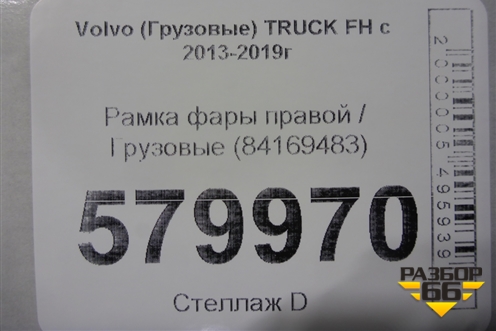 Volvo (Грузовые) TRUCK FH с
2013-2019г
Рамка фары правой /
Грузовые (84169483)
579970
Стеллаж D
2000005495939
РАЗБОР
66